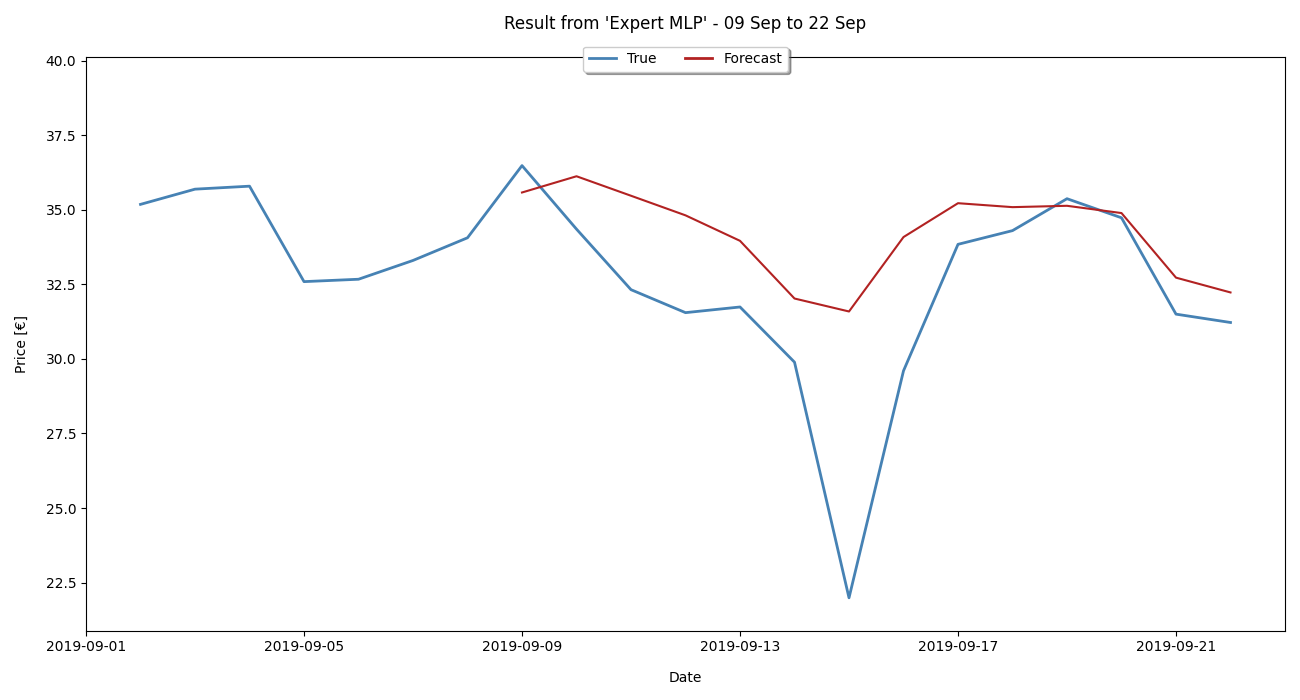 Result from 'Expert MLP' - 09 Sep to 22 Sep
True Forecast
40.0
37.5
35.0
32.5
30.0
27.5
25.0
22.5
Price [€]
2019-09-01 2019-09-05 2019-09-09 2019-09-13 2019-09-17 2019-09-21
Date